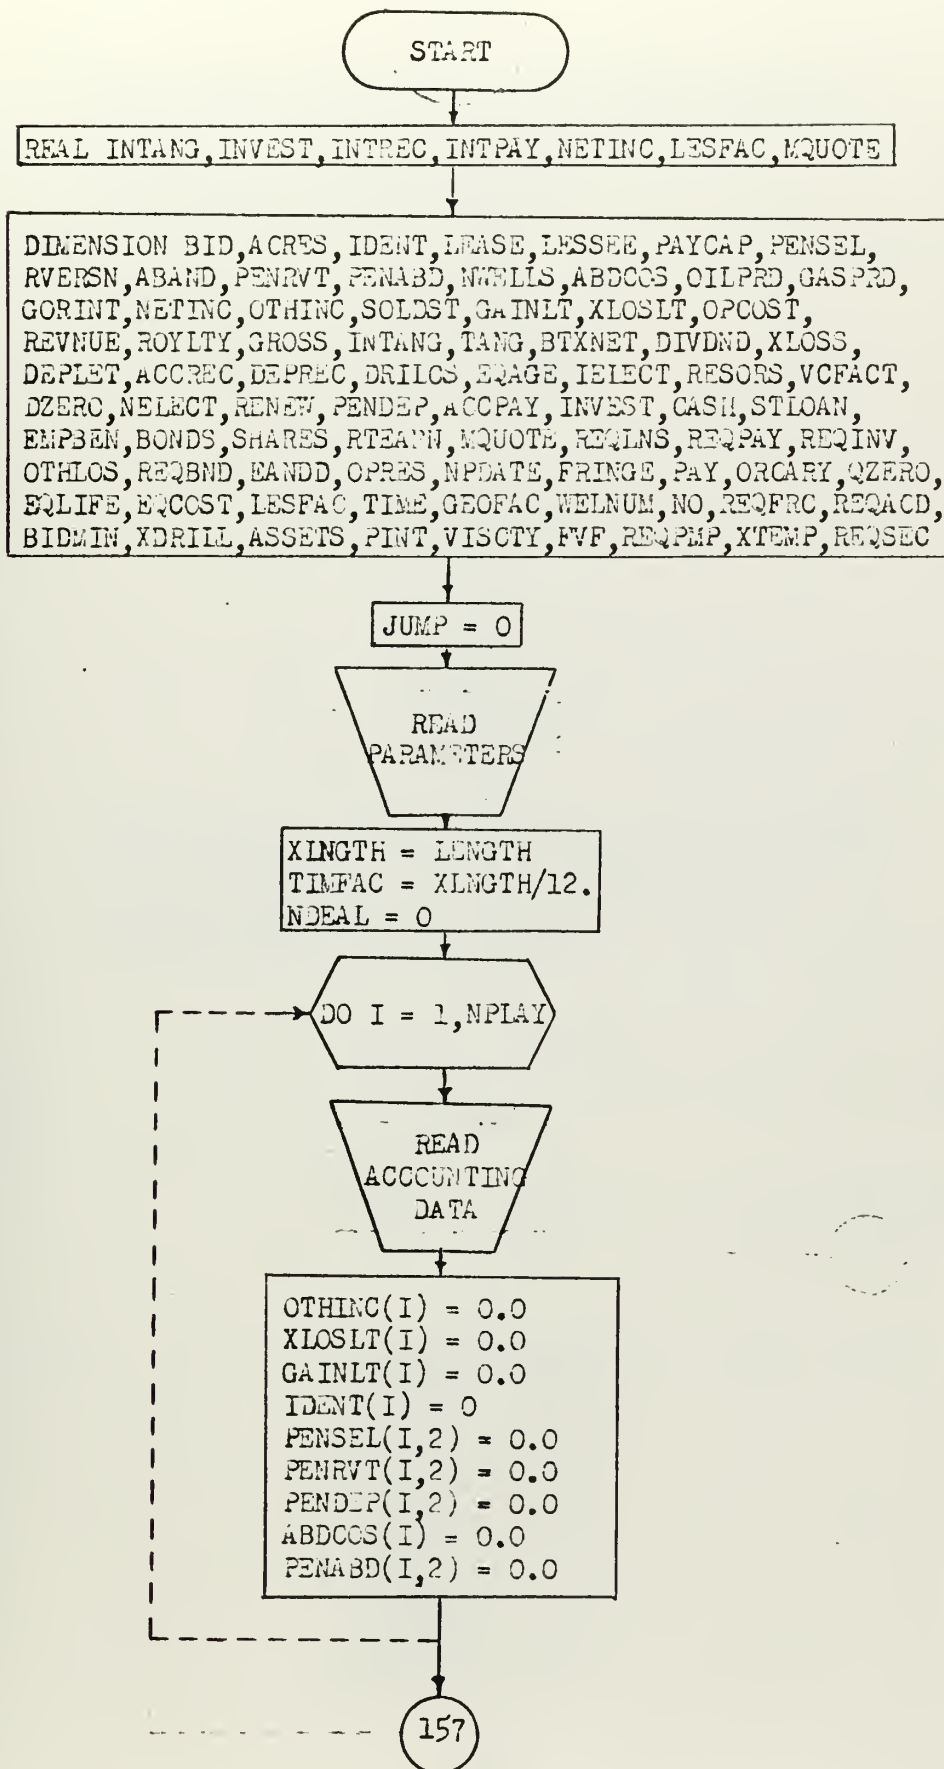 START
REAL INTANG,INVEST,INTREC,INTPAY,NETINC,LESFAC,MQUOTE
DIMENSION BID,ACRES,IDENT,LEASE,LESSEE,PAYCAP,PENSEL,
RVERSN,ABAND,PENRVT,PENABD,NWELLS,ABDCOS,OILPRD,GASPRD,
GORINT,NETINC,OTHINC,SOLDST,GAINLT,XLOSLT,OPCOST,
REVNUE,ROYLTY,GROSS,INTANG,TANG,BTXNET,DIVDND,XLOSS,
DEPLET,ACCREC,DEPREC,DRILCS,EQAGE,IELECT,RESORS,VCFACT,
DZERO,NELECT,RENEW,PENDEP,ACCPAY,INVEST,CASH,STLOAN,
EMPBEN,BONDS,SHARES,RTEAPN,MQUOTE,REQLNS,REQPAY,REQINV,
OTHLOS,REQBND,EANDD,OPRES,NPDATE,FRINGE,PAY,ORCARY,QZERO,
EQLIFE,EQCOST,LESFAC,TIME,GEOFAC,WELNUM,NO,REQFRC,REQACD,
BIDMIN,XDRILL,ASSETS,PINT,VISCTY,FVF,REQPMP,XTEMP,REQSEC
JUMP = 0
READ
PARAMETERS
XLNGTH = LENGTH
TIMFAC = XLNGTH/12.
NDEAL = 0
DO I = 1,NPLAY
READ
ACCOUNTING
DATA
OTHINC(I) = 0.0
XLOSLT(I) = 0.0
GAINLT(I) = 0.0
IDENT(I) = 0
PENSEL(I,2) = 0.0
PENRVT(I,2) = 0.0
PENDEP(I,2) = 0.0
ABDCOS(I) = 0.0
PENABD(I,2) = 0.0
157